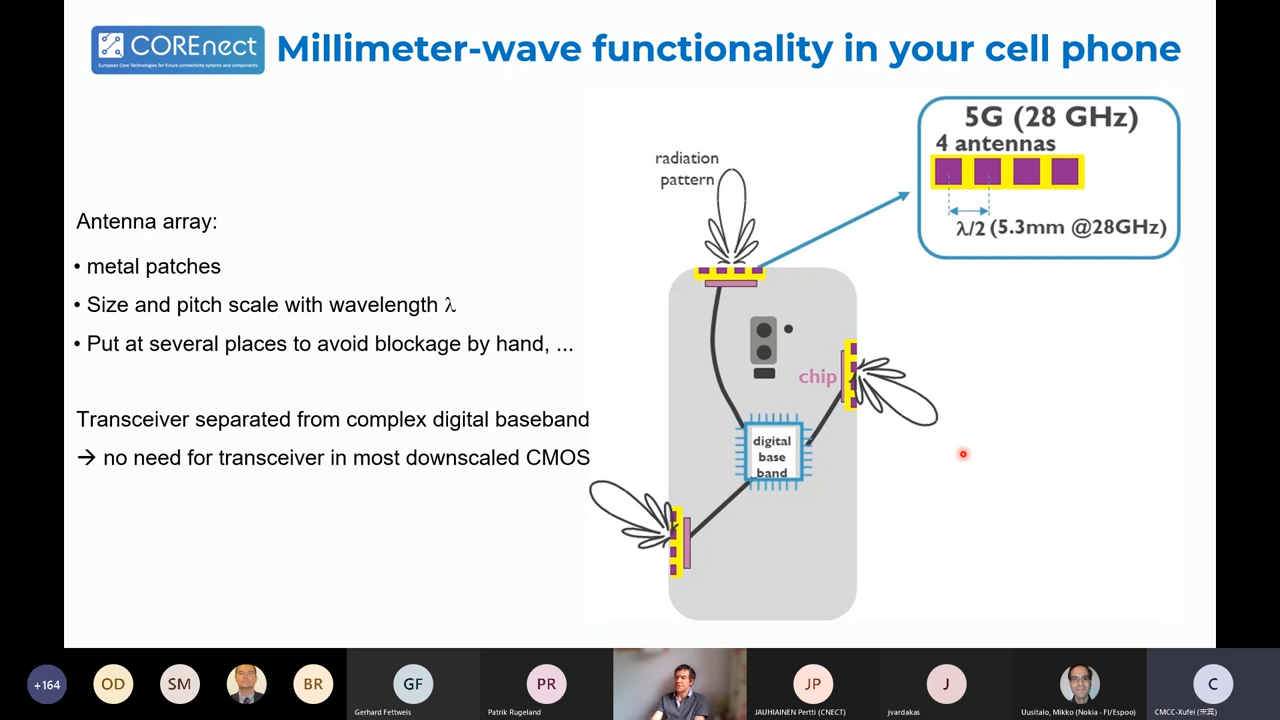 COREnect
European Core Technologies for future connectivity systems and components
Millimeter-wave functionality in your cell phone
5G (28 GHz)
4 antennas
λ/2 (5.3mm @28GHz)
radiation
pattern
Antenna array:
• metal patches
• Size and pitch scale with wavelength λ
• Put at several places to avoid blockage by hand, ...
chip
Transceiver separated from complex digital baseband
→ no need for transceiver in most downscaled CMOS
digital
base
band
+164
OD
SM
BR
GF
PR
JP
J
C
Gerhard Fettweis
Patrik Rugeland
JAUHIAINEN Pertti (CNECT)
jvardakas
Uusitalo, Mikko (Nokia - FI/Espoo)
CMCC-Xufei